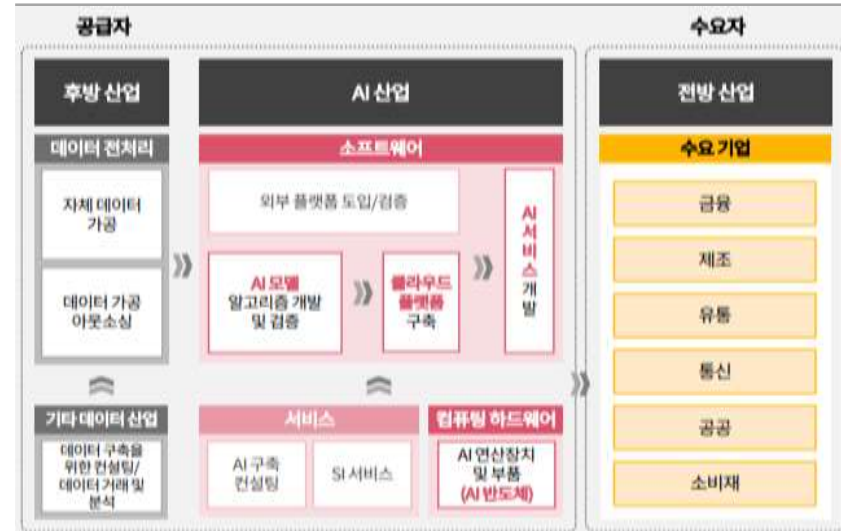 공급자
수요자
후방 산업
AI 산업
전방 산업
데이터 전처리
소프트웨어
수요 기업
자체 데이터
가공
데이터 가공
아웃소싱
외부 플랫폼 도입/검증
AI 모델
알고리즘 개발
및 검증
클라우드
플랫폼
구축
AI
서
비
스
개
발
금융
제조
유통
통신
공공
소비재
기타 데이터 산업
데이터 구축을
위한 컨설팅/
데이터 거래 및
분석
서비스
AI 구축
컨설팅
SI 서비스
컴퓨팅 하드웨어
AI 연산장치
및 부품
(AI 반도체)